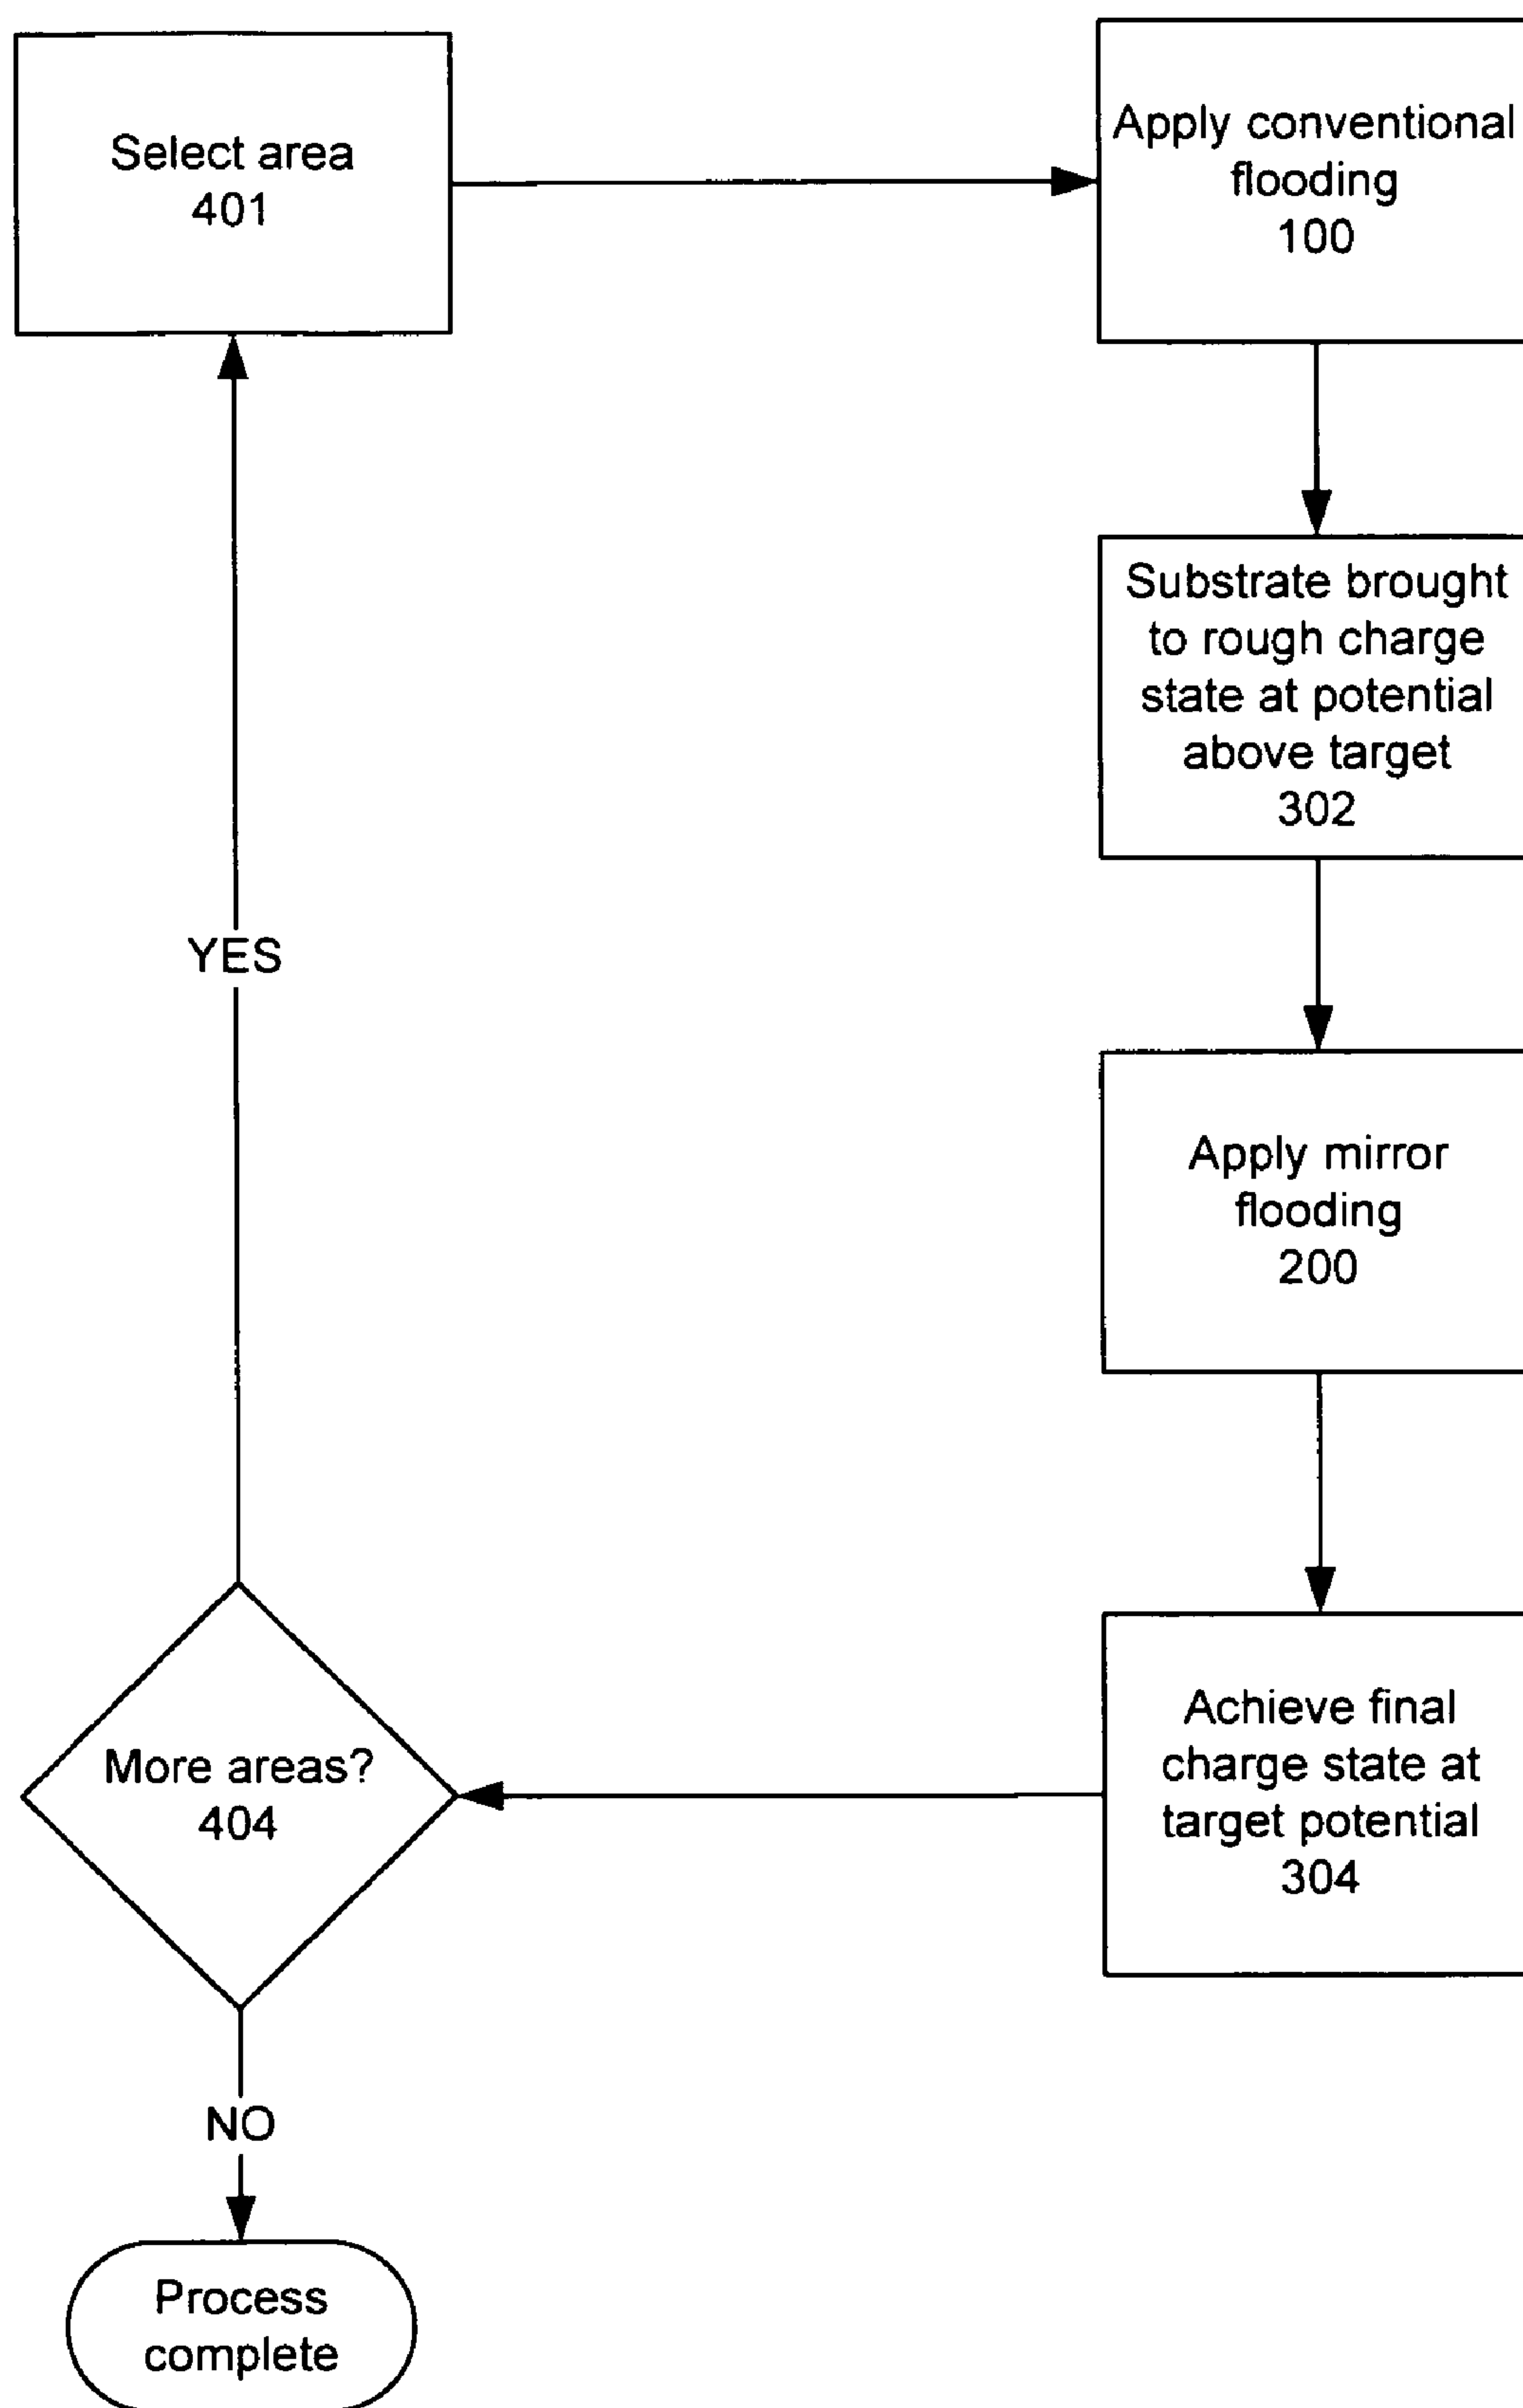 Select area
401
Apply conventional
flooding
100
Substrate brought
to rough charge
state at potential
above target
302
YES
Apply mirror
flooding
200
Achieve final
charge state at
target potential
304
More areas?
404
NO
Process
complete